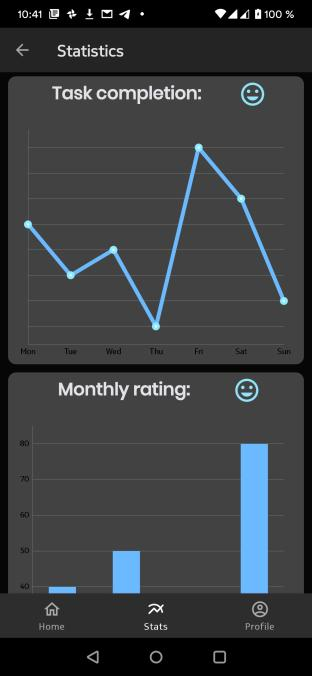 10:41 100 %
Statistics
Task completion:
Mon Tue Wed Thu Fri Sat Sun
Monthly rating:
80
70
60
50
40
Home Stats Profile